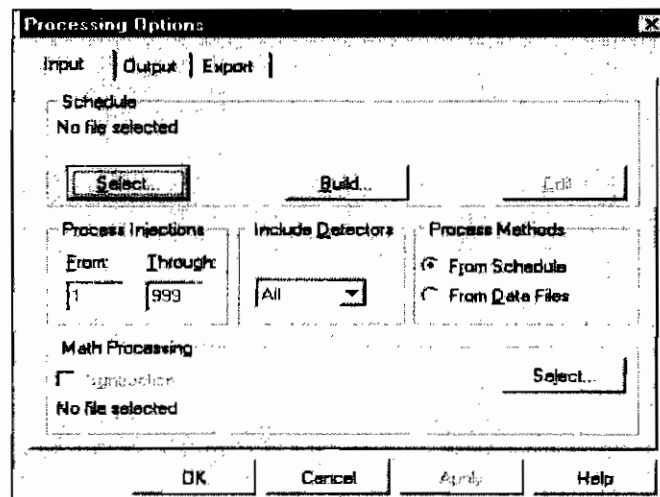 Processing Options
Input Output Export
Schedule
No file selected
Select... Build... Edit
Process Injections Include Detectors Process Methods
From: Through:
1 999 All
From Schedule
From Data Files
Math Processing
Subtraction Select...
No file selected
OK Cancel Apply Help